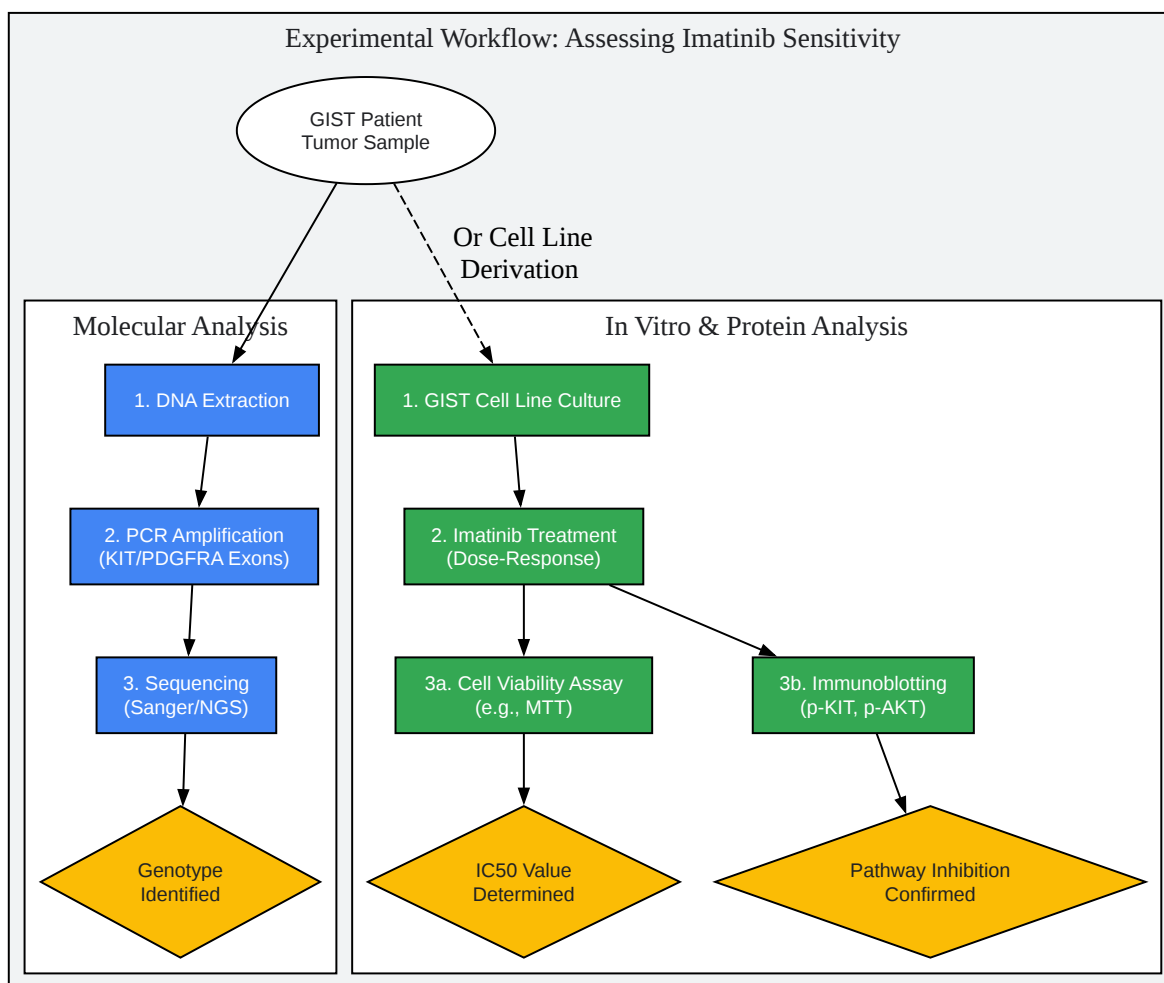 Experimental Workflow: Assessing Imatinib Sensitivity
GIST Patient
Tumor Sample
Or Cell Line
Derivation
Molecular Analysis
1. DNA Extraction
2. PCR Amplification
(KIT/PDGFRA Exons)
3. Sequencing
(Sanger/NGS)
Genotype
Identified
In Vitro & Protein Analysis
1. GIST Cell Line Culture
2. Imatinib Treatment
(Dose-Response)
3a. Cell Viability Assay
(e.g., MTT)
3b. Immunoblotting
(p-KIT, p-AKT)
IC50 Value
Determined
Pathway Inhibition
Confirmed